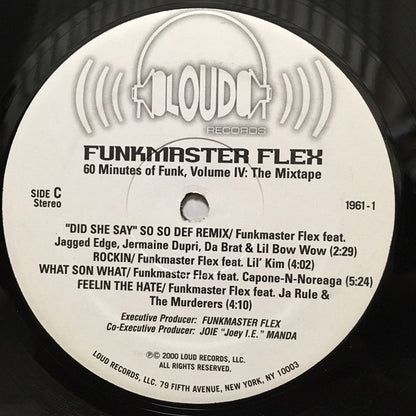 LOUD
RECORDS
FUNKMASTER FLEX
60 Minutes of Funk, Volume IV: The Mixtape
SIDE C
Stereo
1961-1
"DID SHE SAY" SO SO DEF REMIX/ Funkmaster Flex feat.
Jagged Edge, Jermaine Dupri, Da Brat & Lil Bow Wow (2:29)
ROCKIN/ Funkmaster Flex feat. Lil' Kim (4:02)
WHAT SON WHAT/ Funkmaster Flex feat. Capone-N-Noreaga (5:24)
FEELIN THE HATE/ Funkmaster Flex feat. Ja Rule &
The Murderers (4:10)
Executive Producer: FUNKMASTER FLEX
Co-Executive Producer: JOIE "Joey I.E." MANDA
℗© 2000 LOUD RECORDS, LLC.
ALL RIGHTS RESERVED.
LOUD RECORDS, LLC. 79 FIFTH AVENUE, NEW YORK, NY 10003